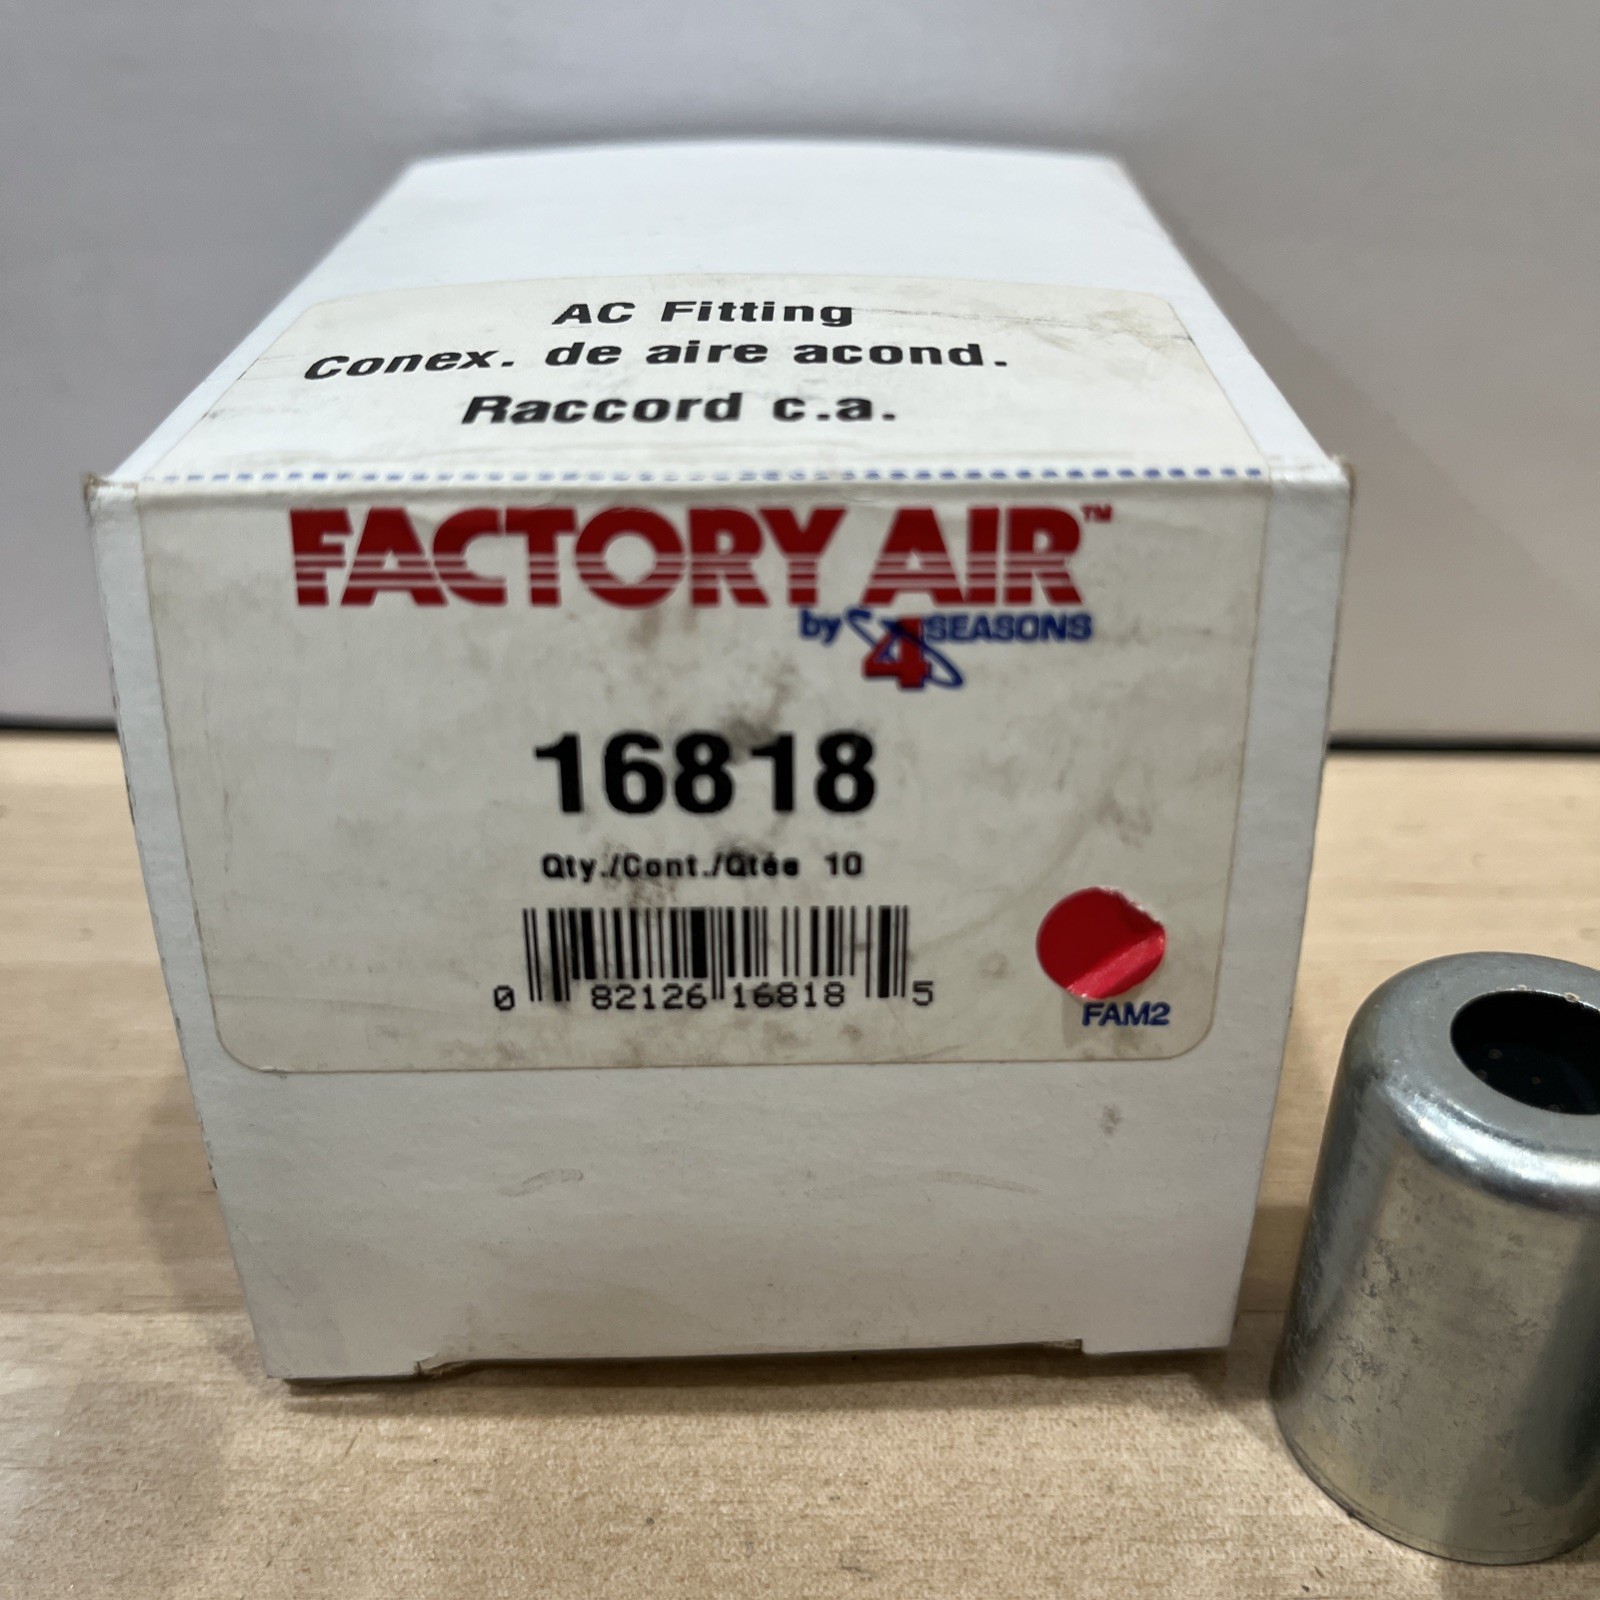 AC Fitting
Conex. de aire acond.
Raccord c.a.
FACTORY AIR™
by 4 SEASONS
16818
Qty./Cont./Qtée 10
0 82126 16818 5
FAM2